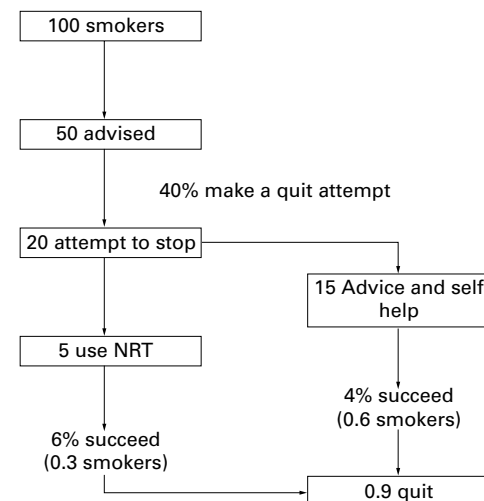 100 smokers
50 advised
40% make a quit attempt
20 attempt to stop
15 Advice and self
help
5 use NRT
4% succeed
(0.6 smokers)
6% succeed
(0.3 smokers)
0.9 quit